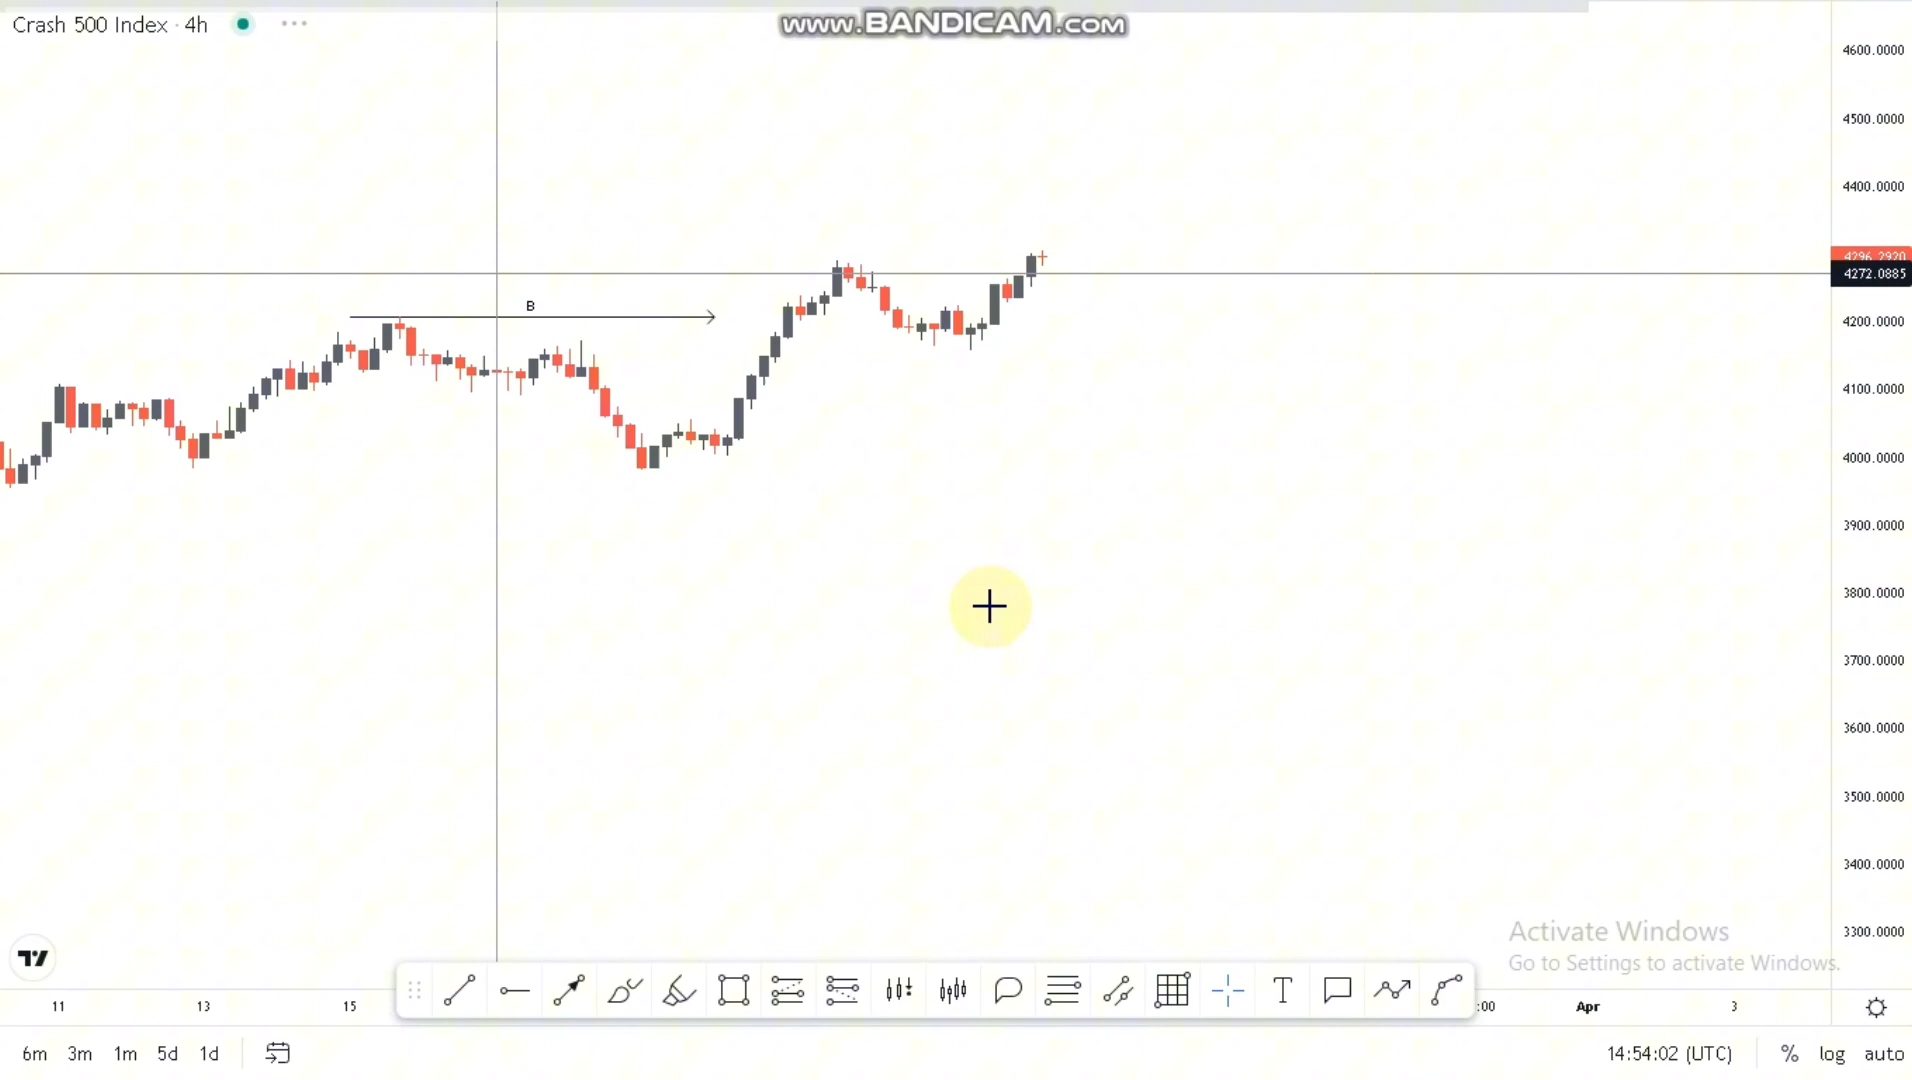 Crash 500 Index · 4h
www.BANDICAM.com
4600.0000
4500.0000
4400.0000
4296.2920
4272.0885
4200.0000
4100.0000
4000.0000
3900.0000
3800.0000
3700.0000
3600.0000
3500.0000
3400.0000
3300.0000
B
Activate Windows
Go to Settings to activate Windows.
11 13 15 :00 Apr 3
6m 3m 1m 5d 1d 14:54:02 (UTC) % log auto